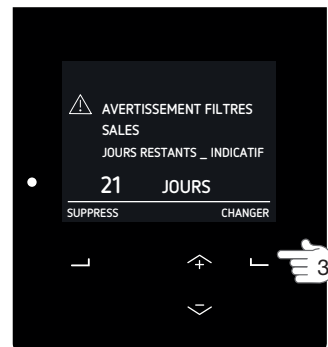 AVERTISSEMENT FILTRES
SALES
JOURS RESTANTS _ INDICATIF
21 JOURS
SUPPRESS CHANGER
3